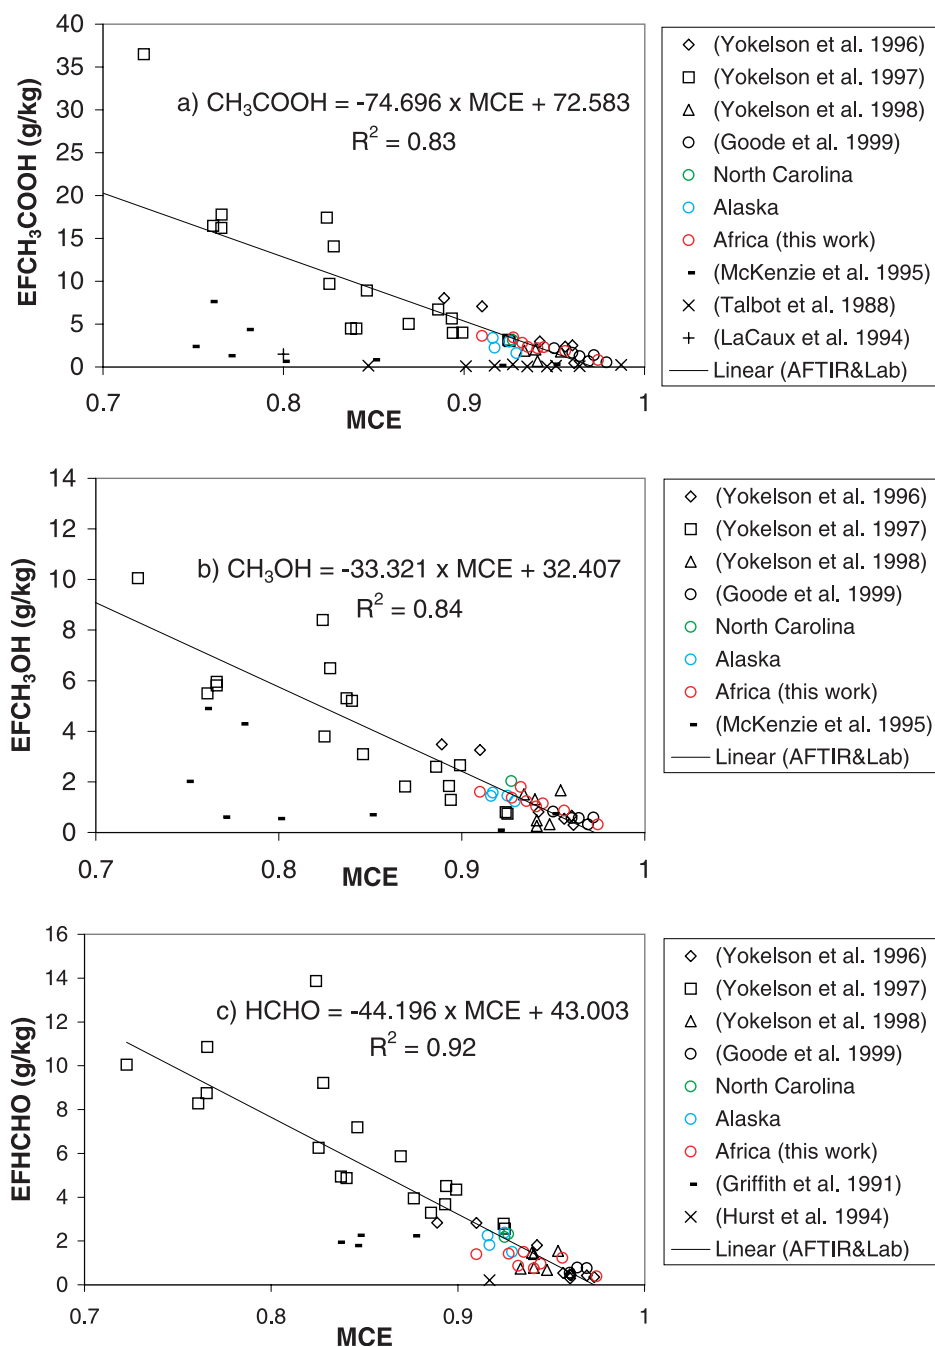 40
35
30
25
20
15
10
5
0
EFCH₃COOH (g/kg)
a) CH₃COOH = -74.696 x MCE + 72.583
R² = 0.83
0.7 0.8 0.9 1
MCE
(Yokelson et al. 1996)
(Yokelson et al. 1997)
(Yokelson et al. 1998)
(Goode et al. 1999)
North Carolina
Alaska
Africa (this work)
(McKenzie et al. 1995)
(Talbot et al. 1988)
(LaCaux et al. 1994)
Linear (AFTIR&Lab)
14
12
10
8
6
4
2
0
EFCH₃OH (g/kg)
b) CH₃OH = -33.321 x MCE + 32.407
R² = 0.84
0.7 0.8 0.9 1
MCE
(Yokelson et al. 1996)
(Yokelson et al. 1997)
(Yokelson et al. 1998)
(Goode et al. 1999)
North Carolina
Alaska
Africa (this work)
(McKenzie et al. 1995)
Linear (AFTIR&Lab)
16
14
12
10
8
6
4
2
0
EFHCHO (g/kg)
c) HCHO = -44.196 x MCE + 43.003
R² = 0.92
0.7 0.8 0.9 1
MCE
(Yokelson et al. 1996)
(Yokelson et al. 1997)
(Yokelson et al. 1998)
(Goode et al. 1999)
North Carolina
Alaska
Africa (this work)
(Griffith et al. 1991)
(Hurst et al. 1994)
Linear (AFTIR&Lab)